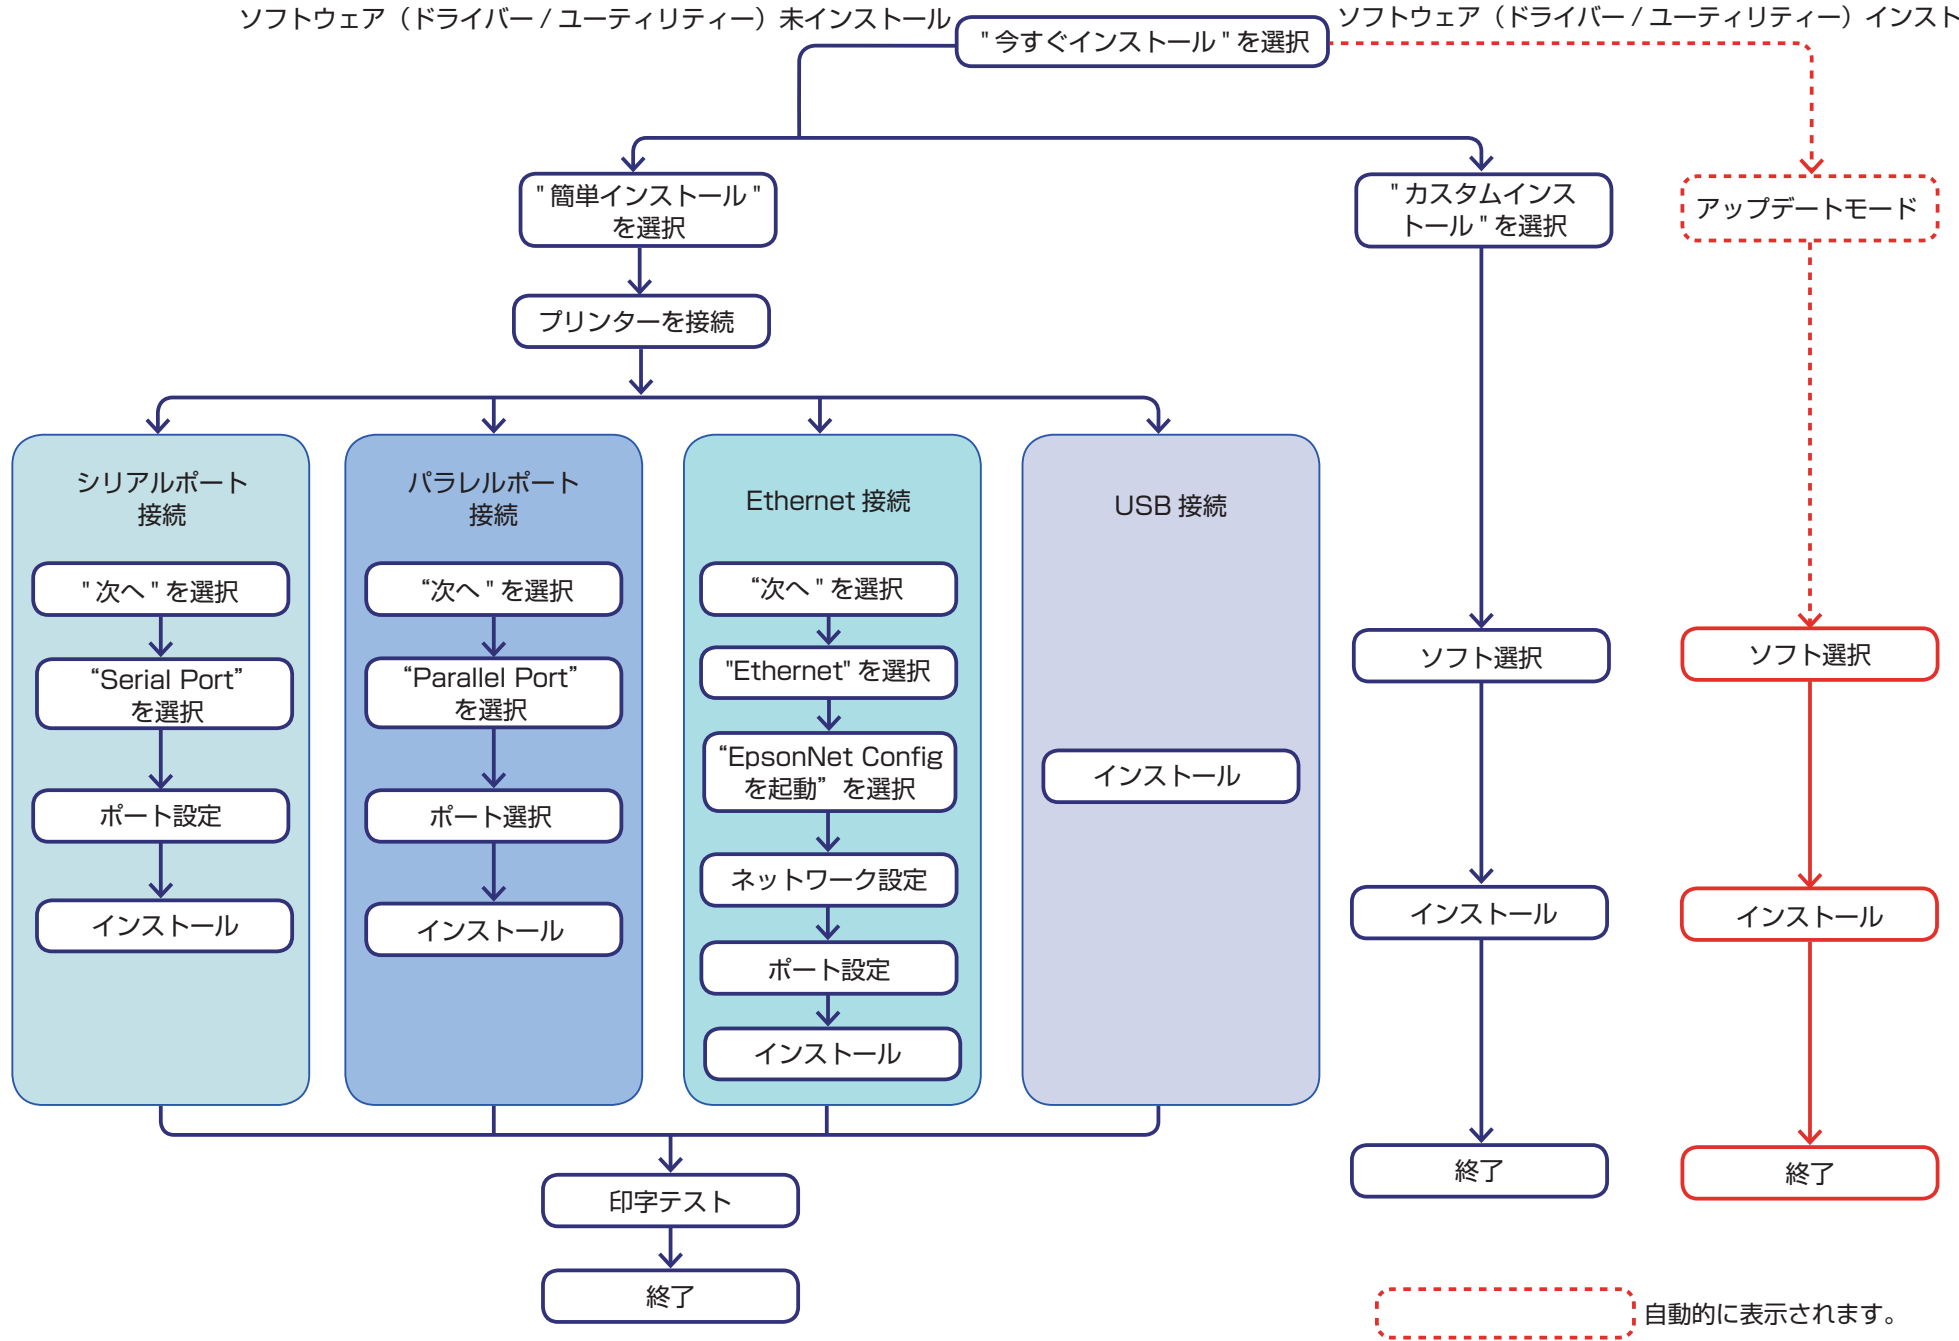 ソフトウェア（ドライバー / ユーティリティー）未インストール
ソフトウェア（ドライバー / ユーティリティー）インスト
" 今すぐインストール " を選択
" 簡単インストール "
を選択
" カスタムインス
トール " を選択
アップデートモード
プリンターを接続
シリアルポート
接続
" 次へ " を選択
“Serial Port”
を選択
ポート設定
インストール
パラレルポート
接続
“次へ " を選択
“Parallel Port”
を選択
ポート選択
インストール
Ethernet 接続
“次へ " を選択
"Ethernet" を選択
“EpsonNet Config
を起動” を選択
ネットワーク設定
ポート設定
インストール
USB 接続
インストール
ソフト選択
インストール
終了
ソフト選択
インストール
終了
印字テスト
終了
自動的に表示されます。